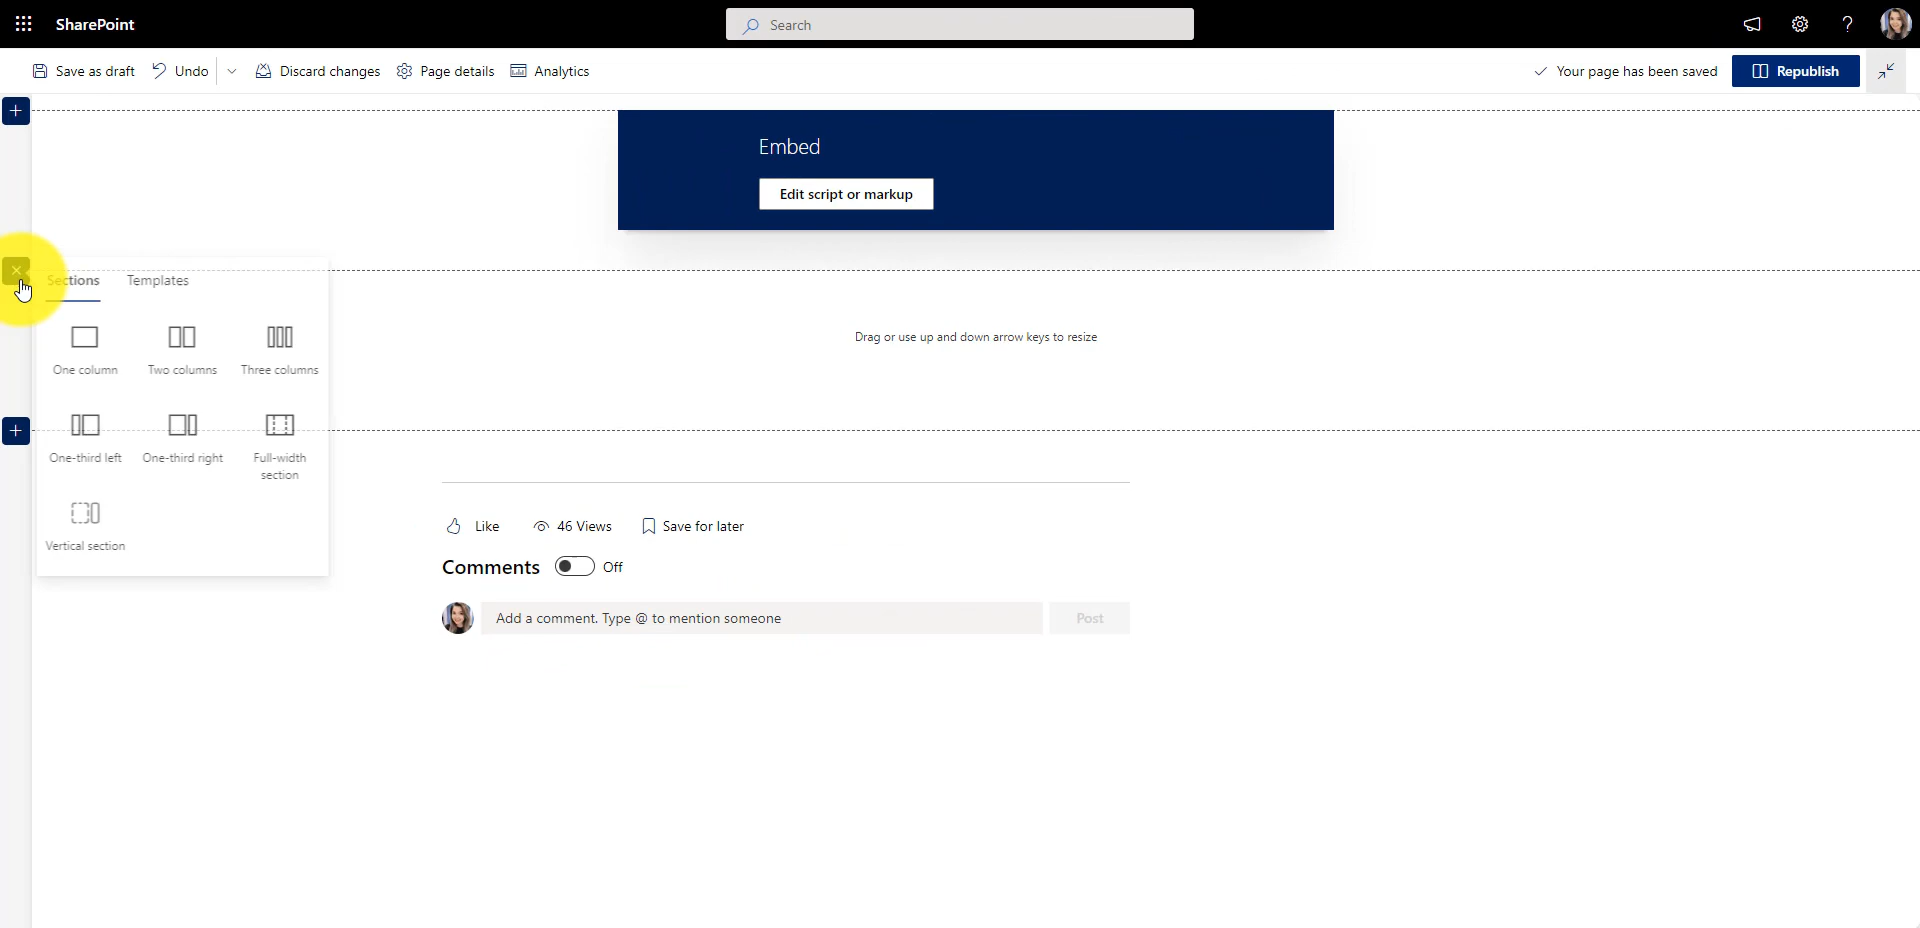 SharePoint
Search
Save as draft
Undo
Discard changes
Page details
Analytics
Your page has been saved
Republish
Embed
Edit script or markup
Sections
Templates
One column
Two columns
Three columns
Drag or use up and down arrow keys to resize
One-third left
One-third right
Full-width
section
Vertical section
Like
46 Views
Save for later
Comments
Off
Add a comment. Type @ to mention someone
Post